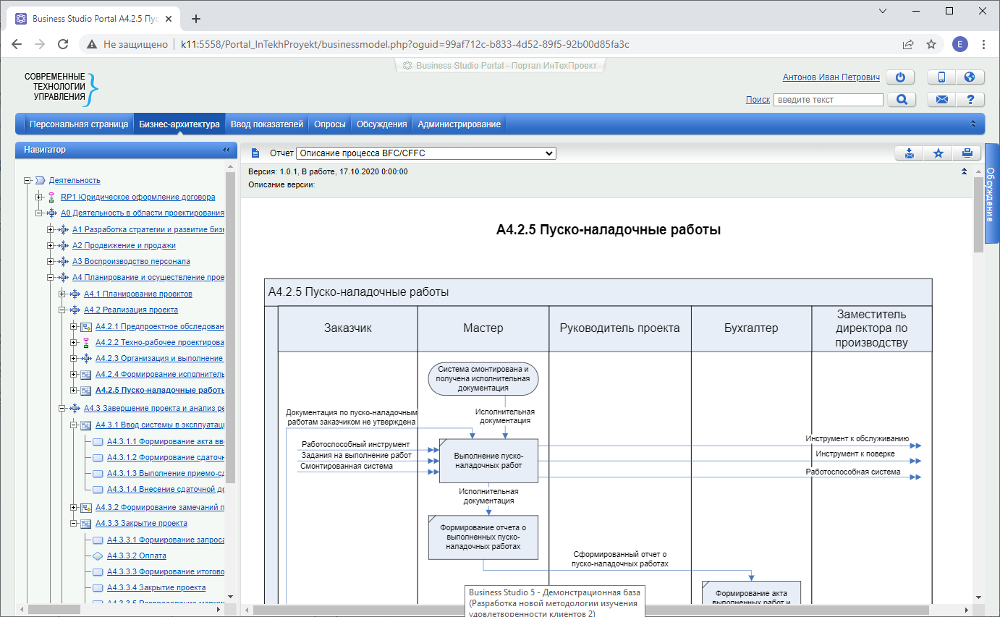 Business Studio Portal A4.2.5 Пус
Не защищено
k11:5558/Portal_InTekhProyekt/businessmodel.php?oguid=99af712c-b833-4d52-89f5-92b00d85fa3c
E
СОВРЕМЕННЫЕ
ТЕХНОЛОГИИ
УПРАВЛЕНИЯ
Business Studio Portal - Портал ИнТехПроект
Антонов Иван Петрович
Поиск
введите текст
?
Персональная страница
Бизнес-архитектура
Ввод показателей
Опросы
Обсуждения
Администрирование
Навигатор
Деятельность
RP1 Юридическое оформление договора
A0 Деятельность в области проектирования
A1 Разработка стратегии и развитие биз
A2 Продвижение и продажи
A3 Воспроизводство персонала
A4 Планирование и осуществление прое
A4.1 Планирование проектов
A4.2 Реализация проекта
A4.2.1 Предпроектное обследован
A4.2.2 Техно-рабочее проектирова
A4.2.3 Организация и выполнение
A4.2.4 Формирование исполнитель
A4.2.5 Пуско-наладочные работь
A4.3 Завершение проекта и анализ ре
A4.3.1 Ввод системы в эксплуатаци
A4.3.1.1 Формирование акта вво
A4.3.1.2 Формирование сдаточн
A4.3.1.3 Выполнение приемо-сд
A4.3.1.4 Внесение сдаточной до
A4.3.2 Формирование замечаний п
A4.3.3 Закрытие проекта
A4.3.3.1 Формирование запроса
A4.3.3.2 Оплата
A4.3.3.3 Формирование итогово
A4.3.3.4 Закрытие проекта
A4.3.3.5 Распределение маржи
Отчет
Описание процесса BFC/CFFC
Версия: 1.0.1, В работе, 17.10.2020 0:00:00
Описание версии:
Обсуждение
A4.2.5 Пуско-наладочные работы
A4.2.5 Пуско-наладочные работы
Заказчик
Мастер
Руководитель проекта
Бухгалтер
Заместитель
директора по
производству
Система смонтирована и
получена исполнительная
документация
Документация по пуско-наладочным
работам заказчиком не утверждена
Исполнительная
документация
Работоспособный инструмент
Задания на выполнение работ
Смонтированная система
Выполнение пуско-
наладочных работ
Инструмент к обслуживанию
Инструмент к поверке
Работоспособная система
Исполнительная
документация
Формирование отчета о
выполненных пуско-
наладочных работах
Сформированный отчет о
пуско-наладочных работах
Формирование акта
выполненных работ и
Business Studio 5 - Демонстрационная база
(Разработка новой методологии изучения
удовлетворенности клиентов 2)